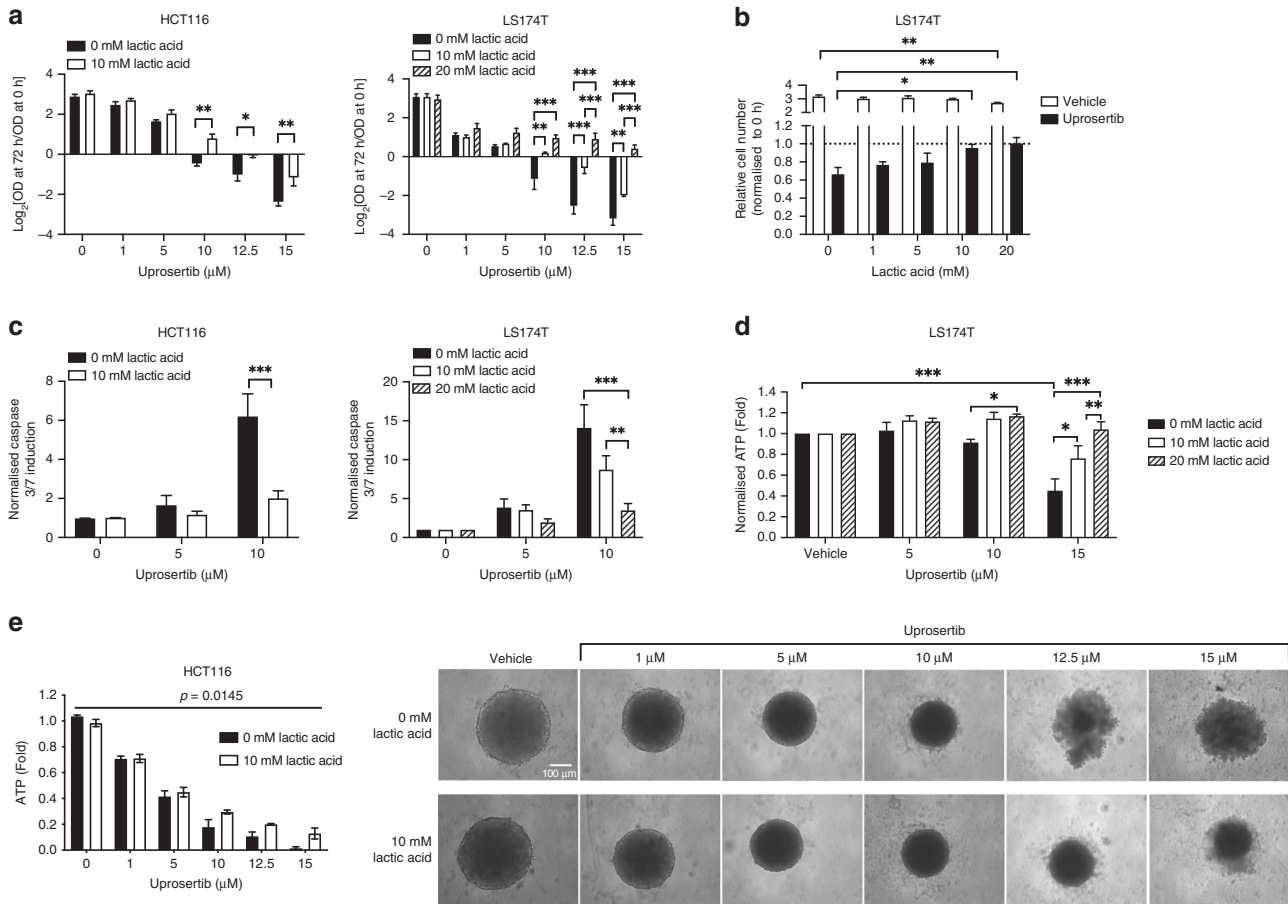 a
HCT116
0 mM lactic acid
10 mM lactic acid
Log2[OD at 72 h/OD at 0 h]
4
2
0
−2
−4
** * **
0 1 5 10 12.5 15
Uprosertib (μM)
LS174T
0 mM lactic acid
10 mM lactic acid
20 mM lactic acid
Log2[OD at 72 h/OD at 0 h]
4
2
0
−2
−4
*** *** ***
** *** *** ** ***
0 1 5 10 12.5 15
Uprosertib (μM)
b
LS174T
**
**
*
Vehicle
Uprosertib
Relative cell number
(normalised to 0 h)
4
3
2
1.0
0.8
0.6
0.4
0.2
0.0
0 1 5 10 20
Lactic acid (mM)
c
HCT116
0 mM lactic acid
10 mM lactic acid
***
Normalised caspase
3/7 induction
8
6
4
2
0
0 5 10
Uprosertib (μM)
LS174T
0 mM lactic acid
10 mM lactic acid
20 mM lactic acid
***
**
Normalised caspase
3/7 induction
20
15
10
5
0
0 5 10
Uprosertib (μM)
d
LS174T
*** ***
* * **
0 mM lactic acid
10 mM lactic acid
20 mM lactic acid
Normalised ATP (Fold)
1.4
1.2
1.0
0.8
0.6
0.4
0.2
0.0
Vehicle 5 10 15
Uprosertib (μM)
e
HCT116
p = 0.0145
0 mM lactic acid
10 mM lactic acid
ATP (Fold)
1.2
1.0
0.8
0.6
0.4
0.2
0.0
0 1 5 10 12.5 15
Uprosertib (μM)
Uprosertib
Vehicle 1 μM 5 μM 10 μM 12.5 μM 15 μM
0 mM
lactic acid
100 μm
10 mM
lactic acid